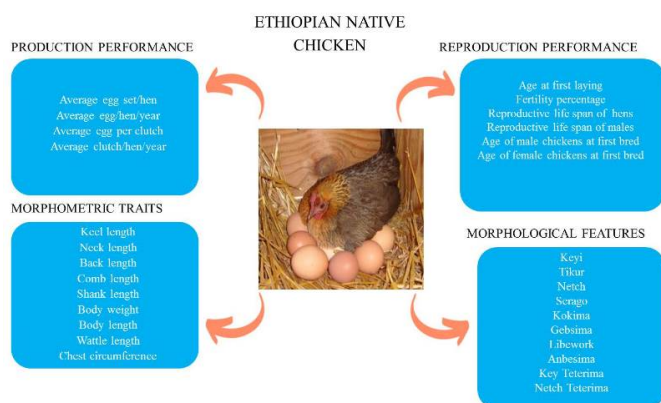 ETHIOPIAN NATIVE
CHICKEN
PRODUCTION PERFORMANCE
Average egg set/hen
Average egg/hen/year
Average egg per clutch
Average clutch/hen/year
REPRODUCTION PERFORMANCE
Age at first laying
Fertility percentage
Reproductive life span of hens
Reproductive life span of males
Age of male chickens at first bred
Age of female chickens at first bred
MORPHOMETRIC TRAITS
Keel length
Neck length
Back length
Comb length
Shank length
Body weight
Body length
Wattle length
Chest circumference
MORPHOLOGICAL FEATURES
Keyi
Tikur
Netch
Serago
Kokima
Gebsima
Libework
Anbesima
Key Teterima
Netch Teterima